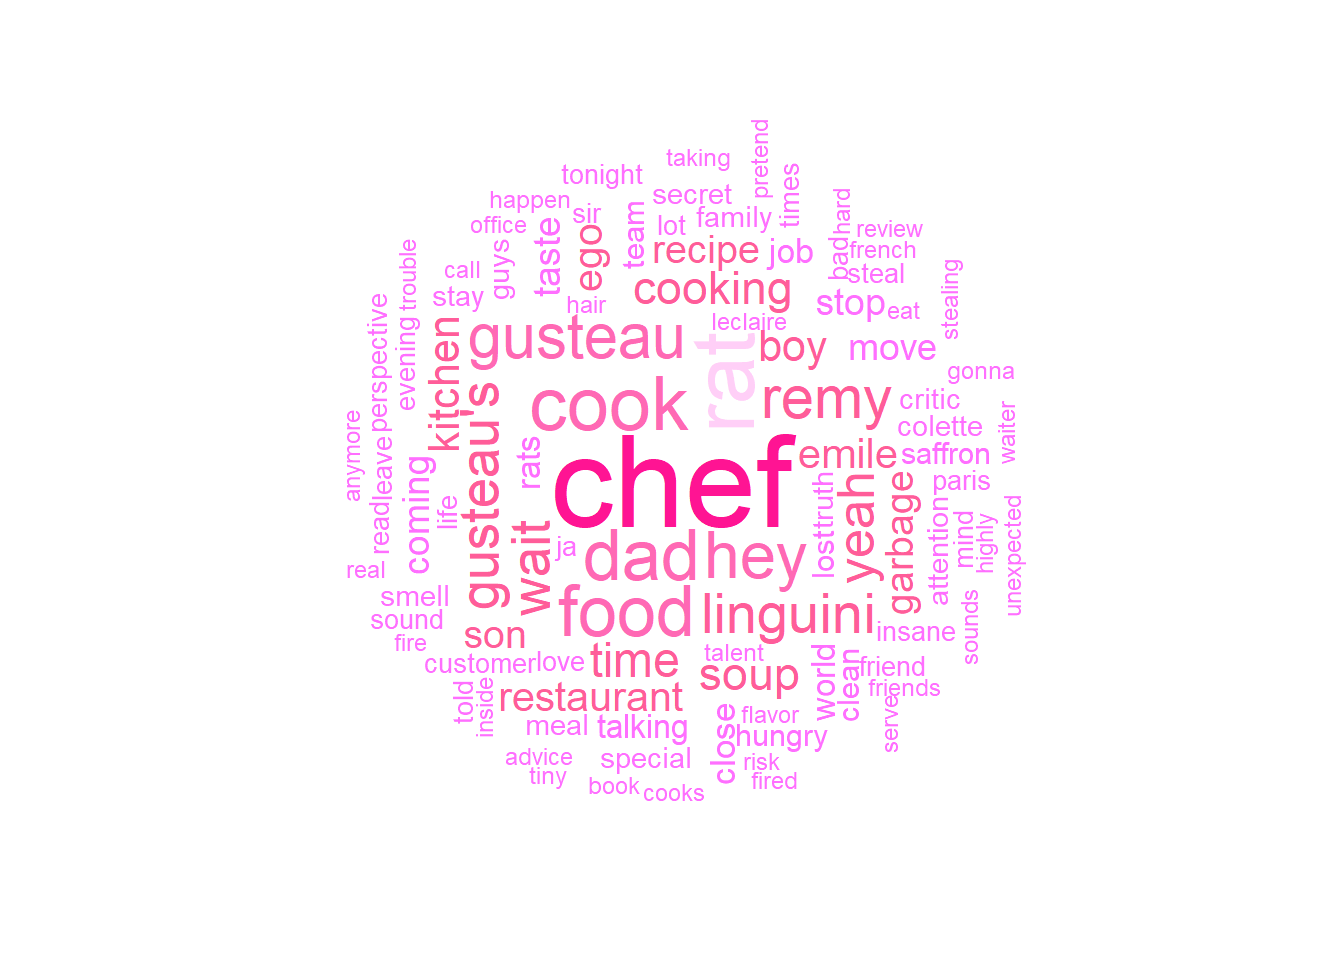 taking
pretend
tonight
times
happen
secret
hard
office
sir
team
lot
family
review
taste
ego
recipe
job
bad
french
trouble
call
guys
cooking
steal
stealing
stay
hair
stop
eat
perspective
evening
kitchen
gusteau
leclaire
rat
boy
move
gonna
cook
remy
critic
waiter
anymore
leave
gusteau's
rats
chef
emile
colette
saffron
read
coming
life
wait
ja
truth
lost
yeah
garbage
paris
attention
mind
highly
unexpected
real
dad
hey
smell
sound
food
linguini
sounds
fire
son
insane
customer
love
time
talent
soup
world
clean
friend
told
inside
restaurant
friends
meal
talking
close
flavor
hungry
serve
advice
special
risk
tiny
book
cooks
fired